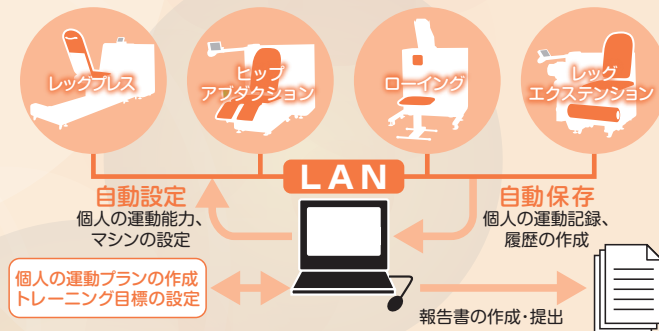 レッグプレス
ヒップ
アブダクション
ローイング
レッグ
エクステンション
LAN
自動設定
個人の運動能力、
マシンの設定
自動保存
個人の運動記録、
履歴の作成
個人の運動プランの作成
トレーニング目標の設定
報告書の作成・提出